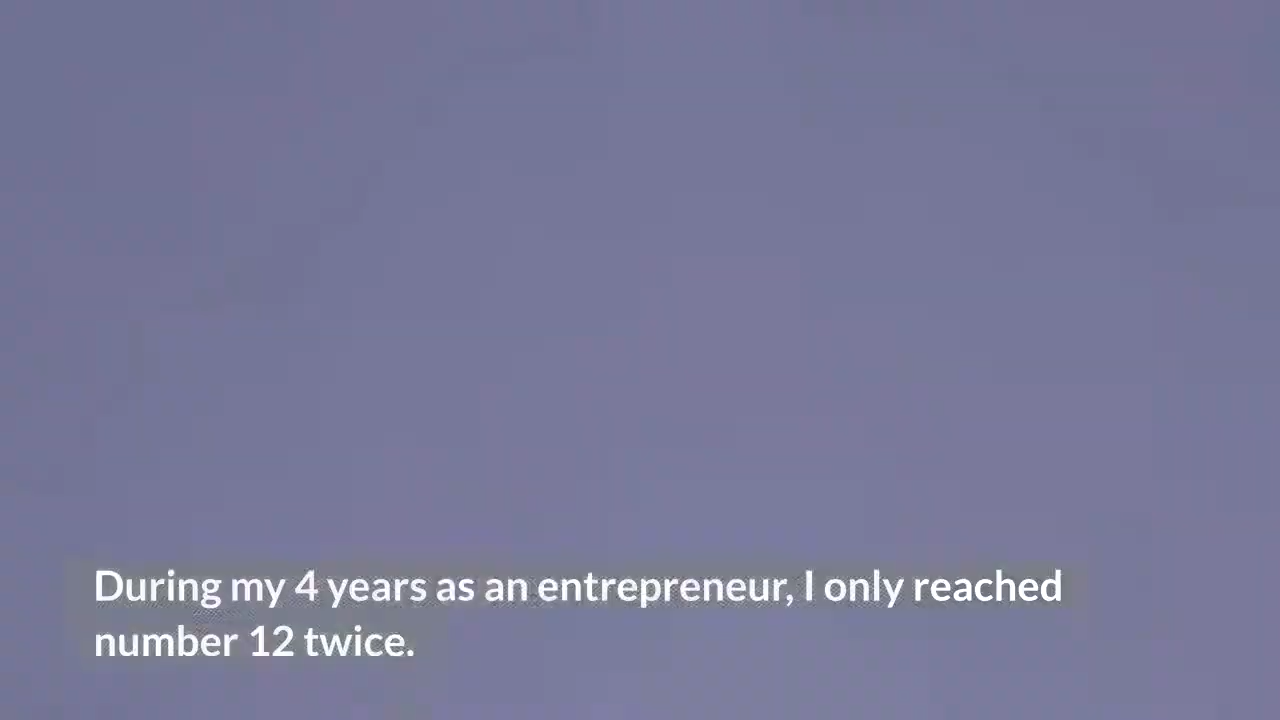 During my 4 years as an entrepreneur, I only reached
number 12 twice.